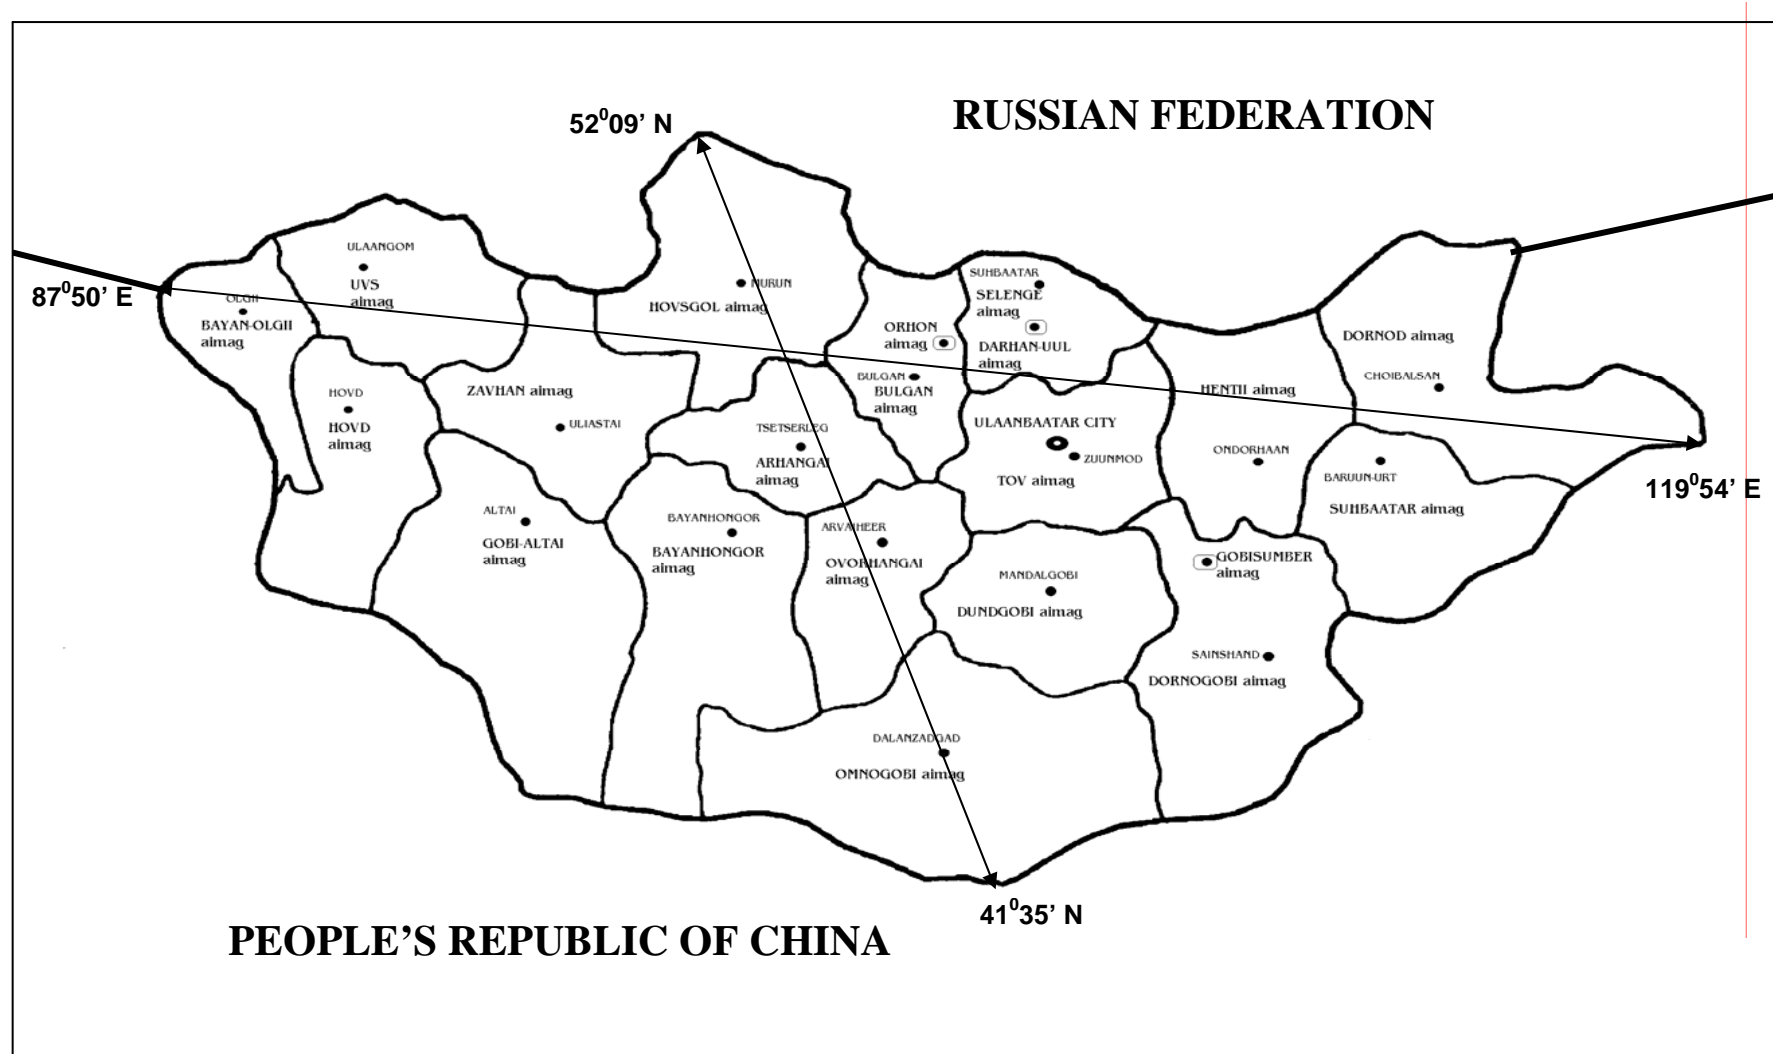 RUSSIAN FEDERATION
52⁰09’ N
87⁰50’ E
ULAANGOM
UVS
aimag
OLGII
BAYAN-OLGII
aimag
MURUN
HOVSGOL aimag
SUHBAATAR
SELENGE
aimag
ORHON
aimag
DARHAN-UUL
aimag
DORNOD aimag
CHOIBALSAN
HOVD
HOVD
aimag
ZAVHAN aimag
ULIASTAI
BULGAN
BULGAN
aimag
HENTII aimag
TSETSERLEG
ARHANGAI
aimag
ULAANBAATAR CITY
ZUUNMOD
TOV aimag
ONDORHAAN
BARUUN-URT
SUHBAATAR aimag
119⁰54’ E
ALTAI
GOBI-ALTAI
aimag
BAYANHONGOR
BAYANHONGOR
aimag
ARVAIHEER
OVORHANGAI
aimag
MANDALGOBI
DUNDGOBI aimag
GOBISUMBER
aimag
SAINSHAND
DORNOGOBI aimag
DALANZADGAD
OMNOGOBI aimag
41⁰35’ N
PEOPLE’S REPUBLIC OF CHINA